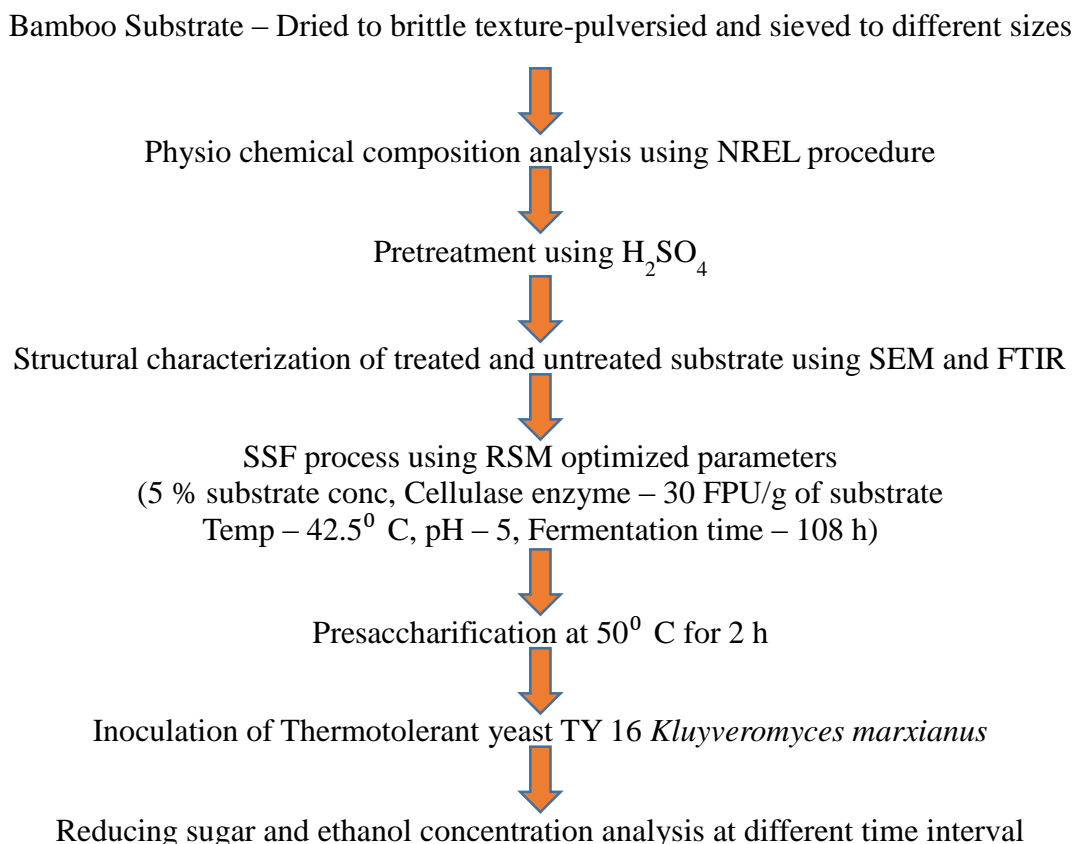 Bamboo Substrate – Dried to brittle texture-pulversied and sieved to different sizes
Physio chemical composition analysis using NREL procedure
Pretreatment using H₂SO₄
Structural characterization of treated and untreated substrate using SEM and FTIR
SSF process using RSM optimized parameters
(5 % substrate conc, Cellulase enzyme – 30 FPU/g of substrate
Temp – 42.5⁰ C, pH – 5, Fermentation time – 108 h)
Presaccharification at 50⁰ C for 2 h
Inoculation of Thermotolerant yeast TY 16 Kluyveromyces marxianus
Reducing sugar and ethanol concentration analysis at different time interval